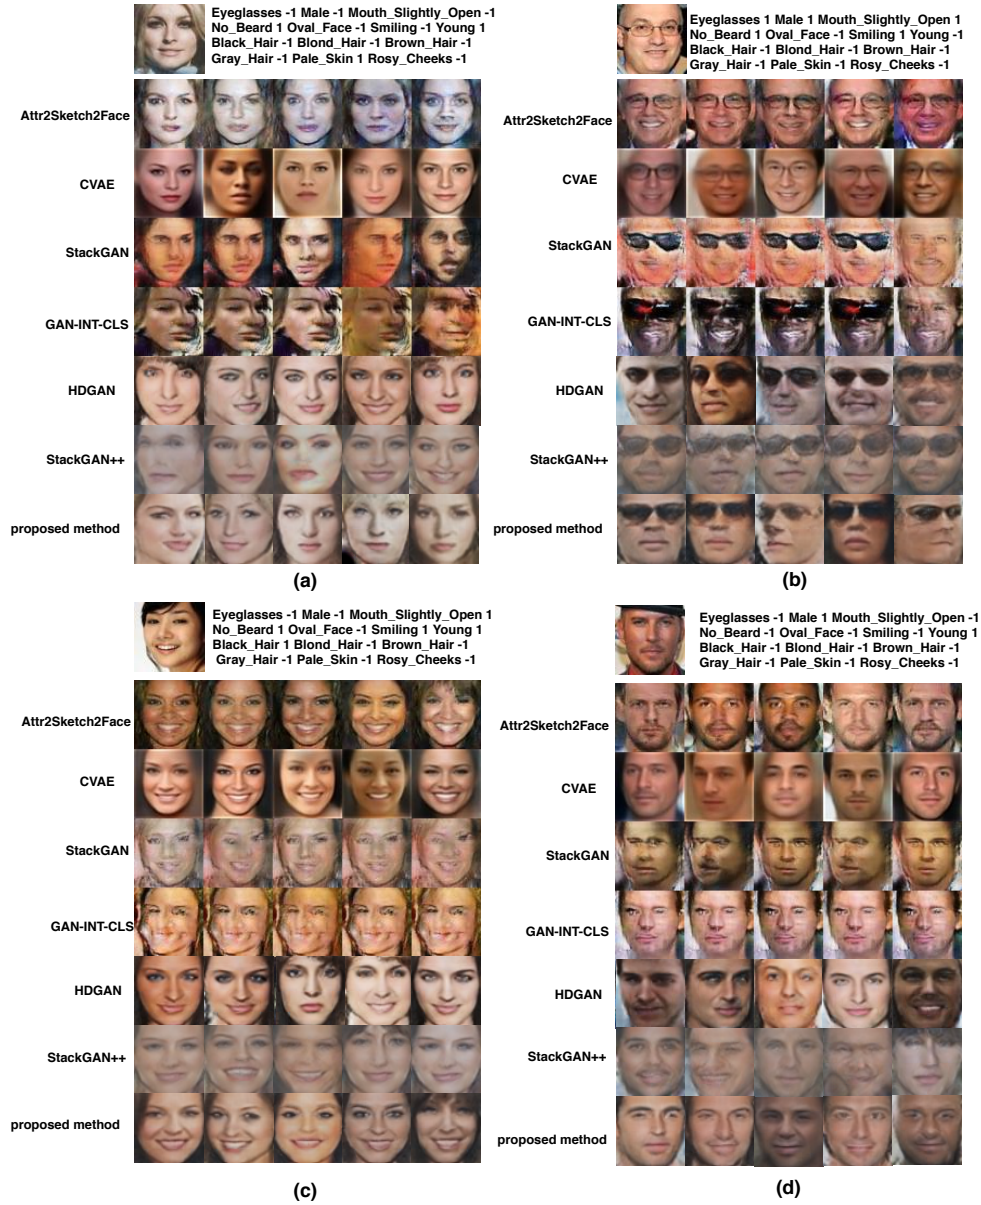 Eyeglasses -1 Male -1 Mouth_Slightly_Open -1
No_Beard 1 Oval_Face -1 Smiling -1 Young 1
Black_Hair -1 Blond_Hair -1 Brown_Hair -1
Gray_Hair -1 Pale_Skin 1 Rosy_Cheeks -1
Attr2Sketch2Face
CVAE
StackGAN
GAN-INT-CLS
HDGAN
StackGAN++
proposed method
(a)
Eyeglasses 1 Male 1 Mouth_Slightly_Open 1
No_Beard 1 Oval_Face -1 Smiling 1 Young -1
Black_Hair -1 Blond_Hair -1 Brown_Hair -1
Gray_Hair -1 Pale_Skin -1 Rosy_Cheeks -1
Attr2Sketch2Face
CVAE
StackGAN
GAN-INT-CLS
HDGAN
StackGAN++
proposed method
(b)
Eyeglasses -1 Male -1 Mouth_Slightly_Open 1
No_Beard 1 Oval_Face -1 Smiling 1 Young 1
Black_Hair 1 Blond_Hair -1 Brown_Hair -1
Gray_Hair -1 Pale_Skin -1 Rosy_Cheeks -1
Attr2Sketch2Face
CVAE
StackGAN
GAN-INT-CLS
HDGAN
StackGAN++
proposed method
(c)
Eyeglasses -1 Male 1 Mouth_Slightly_Open -1
No_Beard -1 Oval_Face -1 Smiling -1 Young 1
Black_Hair -1 Blond_Hair -1 Brown_Hair -1
Gray_Hair -1 Pale_Skin -1 Rosy_Cheeks -1
Attr2Sketch2Face
CVAE
StackGAN
GAN-INT-CLS
HDGAN
StackGAN++
proposed method
(d)